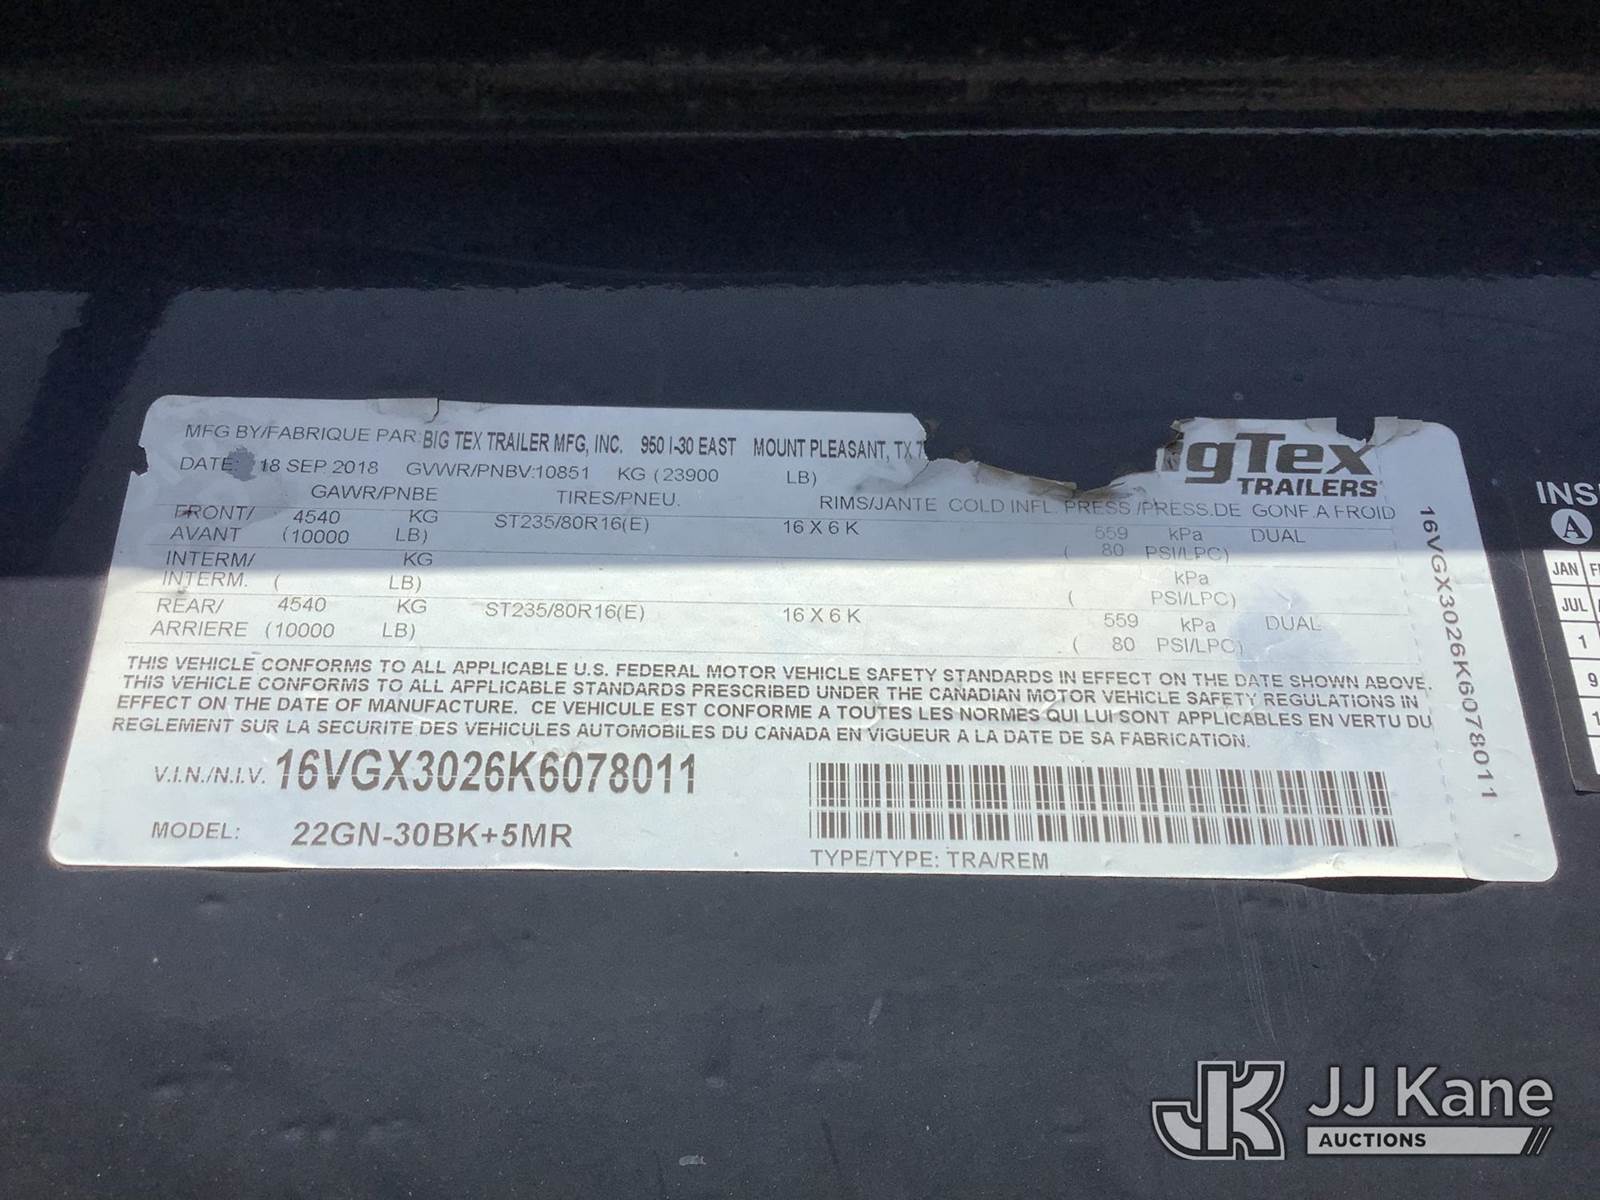 MFG BY/FABRIQUE PAR: BIG TEX TRAILER MFG, INC. 950 I-30 EAST MOUNT PLEASANT, TX
igTex
TRAILERS
DATE: 18 SEP 2018 GVWR/PNBV:10851 KG (23900 LB)
GAWR/PNBE TIRES/PNEU. RIMS/JANTE COLD INFL. PRESS./PRESS.DE GONF.A FROID
FRONT/ 4540 KG ST235/80R16(E) 16 X 6 K 559 kPa DUAL
AVANT (10000 LB) ( 80 PSI/LPC)
INTERM/ KG kPa
INTERM. ( LB) ( PSI/LPC)
REAR/ 4540 KG ST235/80R16(E) 16 X 6 K 559 kPa DUAL
ARRIERE (10000 LB) ( 80 PSI/LPC)
THIS VEHICLE CONFORMS TO ALL APPLICABLE U.S. FEDERAL MOTOR VEHICLE SAFETY STANDARDS IN EFFECT ON THE DATE SHOWN ABOVE.
THIS VEHICLE CONFORMS TO ALL APPLICABLE STANDARDS PRESCRIBED UNDER THE CANADIAN MOTOR VEHICLE SAFETY REGULATIONS IN
EFFECT ON THE DATE OF MANUFACTURE. CE VEHICULE EST CONFORME A TOUTES LES NORMES QUI LUI SONT APPLICABLES EN VERTU DU
REGLEMENT SUR LA SECURITE DES VEHICULES AUTOMOBILES DU CANADA EN VIGUEUR A LA DATE DE SA FABRICATION.
V.I.N./N.I.V. 16VGX3026K6078011
MODEL: 22GN-30BK+5MR
TYPE/TYPE: TRA/REM
16VGX3026K6078011
INS
A
JAN
JUL
1
9
JJ Kane
AUCTIONS